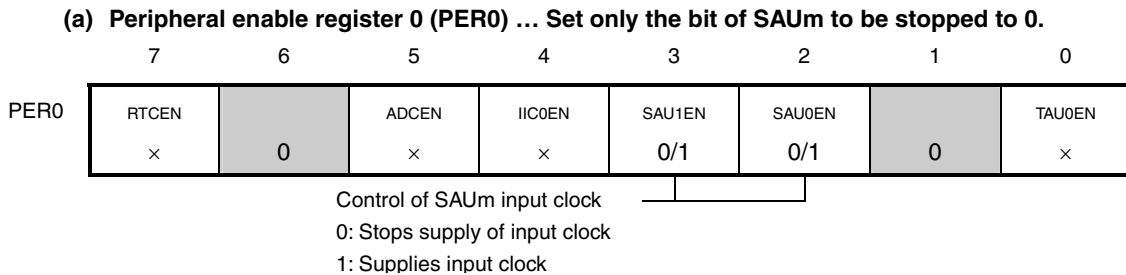 (a) Peripheral enable register 0 (PER0) … Set only the bit of SAUm to be stopped to 0.
7 6 5 4 3 2 1 0
PER0 RTCEN ADCEN IIC0EN SAU1EN SAU0EN TAU0EN
× 0 × × 0/1 0/1 0 ×
Control of SAUm input clock
0: Stops supply of input clock
1: Supplies input clock